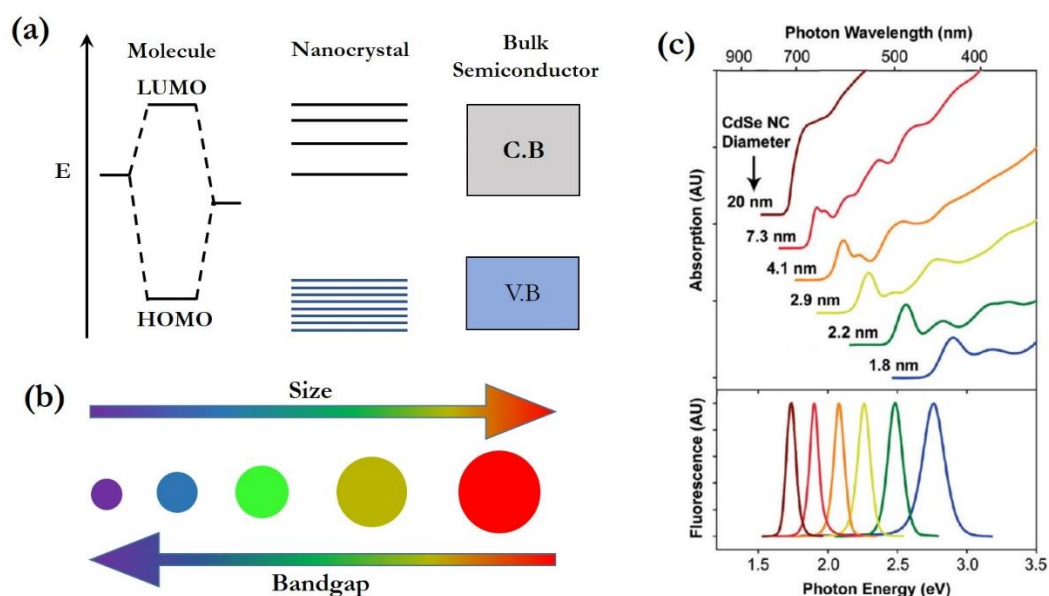 (a)
Molecule
LUMO
E
HOMO
Nanocrystal
Bulk
Semiconductor
C.B
V.B
(b)
Size
Bandgap
(c)
Photon Wavelength (nm)
900 700 500 400
Absorption (AU)
CdSe NC
Diameter
20 nm
7.3 nm
4.1 nm
2.9 nm
2.2 nm
1.8 nm
Fluorescence (AU)
1.5 2.0 2.5 3.0 3.5
Photon Energy (eV)